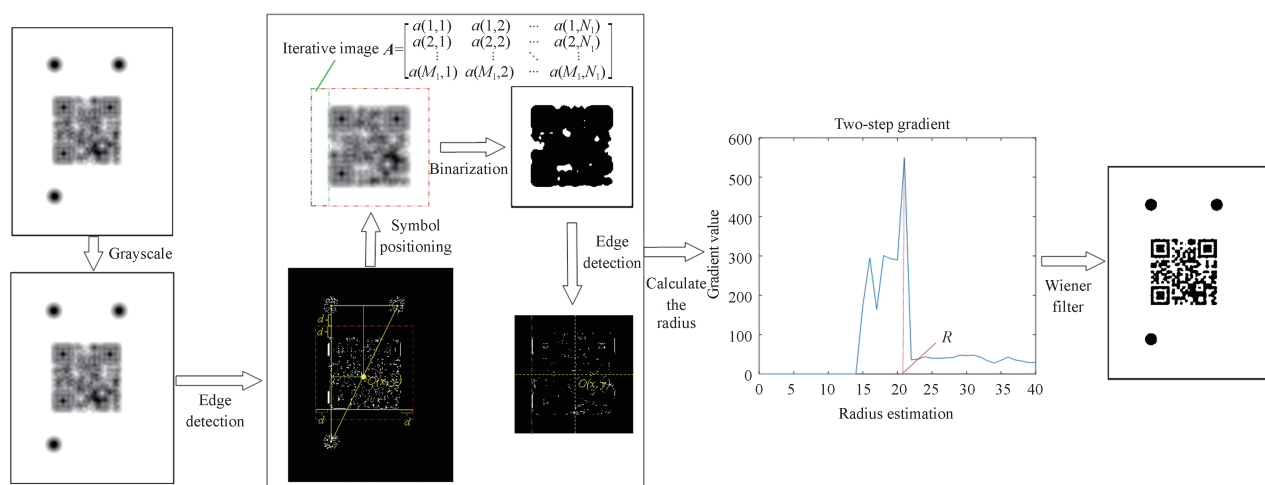 Grayscale
Edge
detection
Iterative image A=
a(1,1) a(1,2) ··· a(1,N₁)
a(2,1) a(2,2) ··· a(2,N₁)
⋮ ⋮ ⋱ ⋮
a(M₁,1) a(M₁,2) ··· a(M₁,N₁)
Binarization
Symbol
positioning
d
d
O(x, y)
d
d
Edge
detection
O(x, y)
Calculate
the
radius
Two-step gradient
Gradient value
600
500
400
300
200
100
0
R
0 5 10 15 20 25 30 35 40
Radius estimation
Wiener
filter